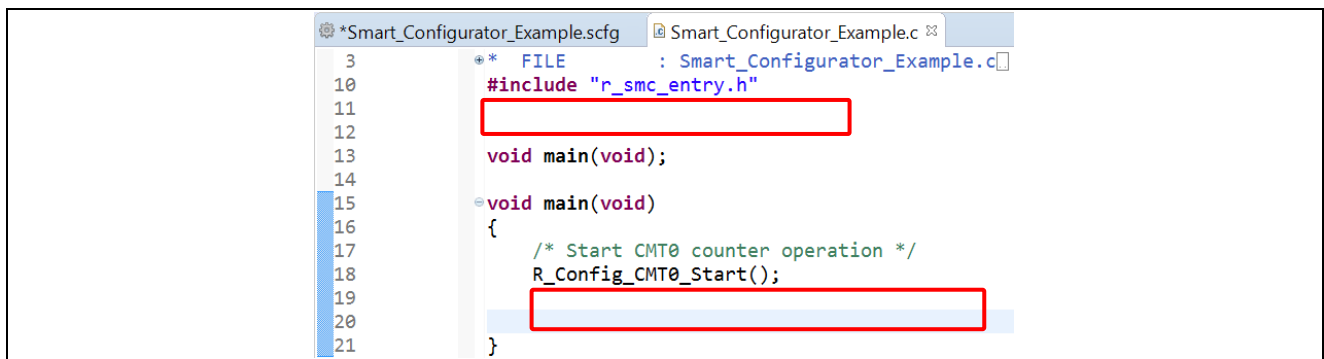 *Smart_Configurator_Example.scfg Smart_Configurator_Example.c
3 * FILE : Smart_Configurator_Example.c
10 #include "r_smc_entry.h"
11
12
13 void main(void);
14
15 void main(void)
16 {
17 /* Start CMT0 counter operation */
18 R_Config_CMT0_Start();
19
20
21 }